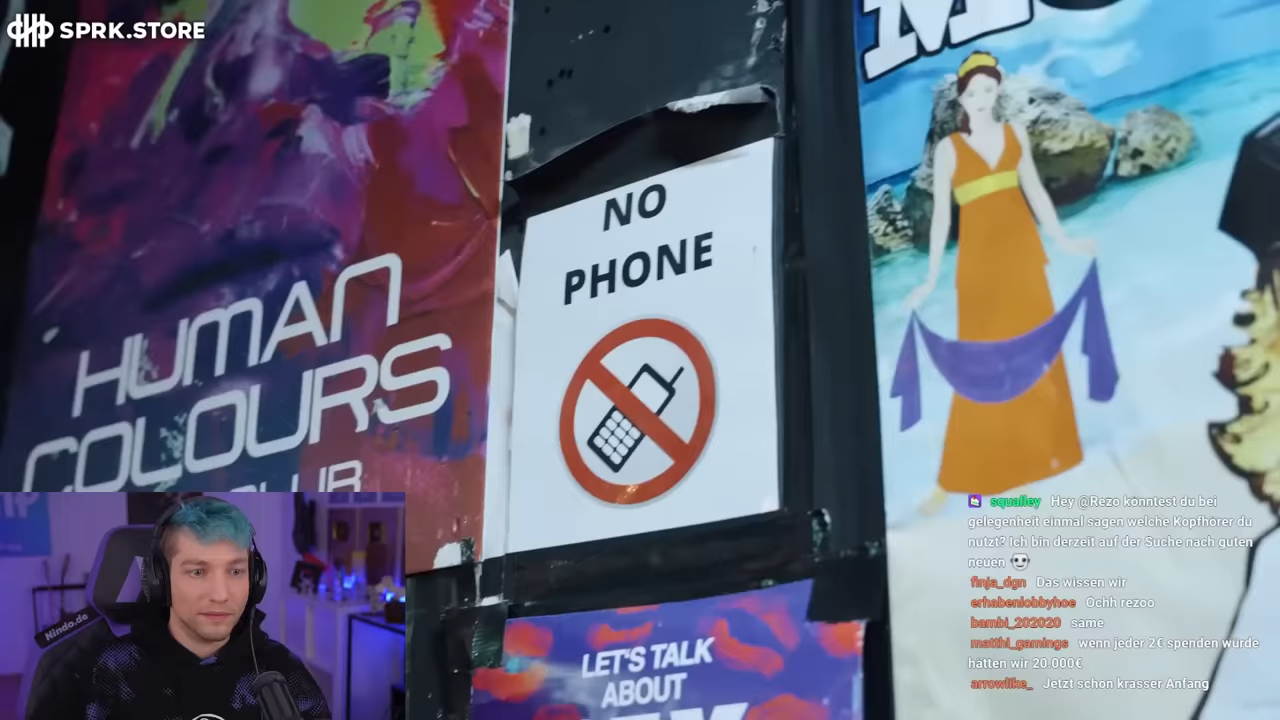 SPRK.STORE
HUMAN
COLOURS
NO
PHONE
LET'S TALK
ABOUT
Nindo.de
squalley Hey @Rezo könntest du bei
gelegenheit einmal sagen welche Kopfhörer du
nutzt? Ich bin derzeit auf der Suche nach guten
neuen
finja_dgn Das wissen wir
erhabenlobbyhoe Ochh rezoo
bambi_202020 same
matthi_gamings wenn jeder 2€ spenden würde
hätten wir 20.000€
arrowlike_ Jetzt schon krasser Anfang